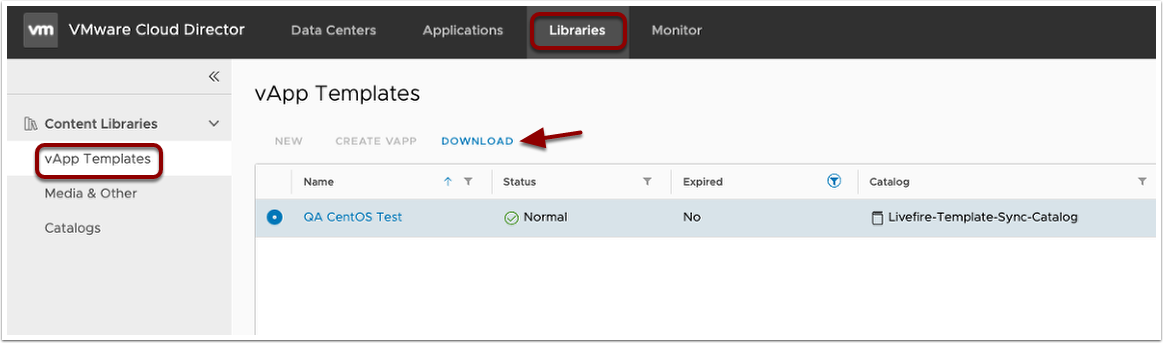 vm VMware Cloud Director Data Centers Applications Libraries Monitor
vApp Templates
Content Libraries
NEW CREATE VAPP DOWNLOAD
vApp Templates
Name Status Expired Catalog
Media & Other
QA CentOS Test Normal No Livefire-Template-Sync-Catalog
Catalogs